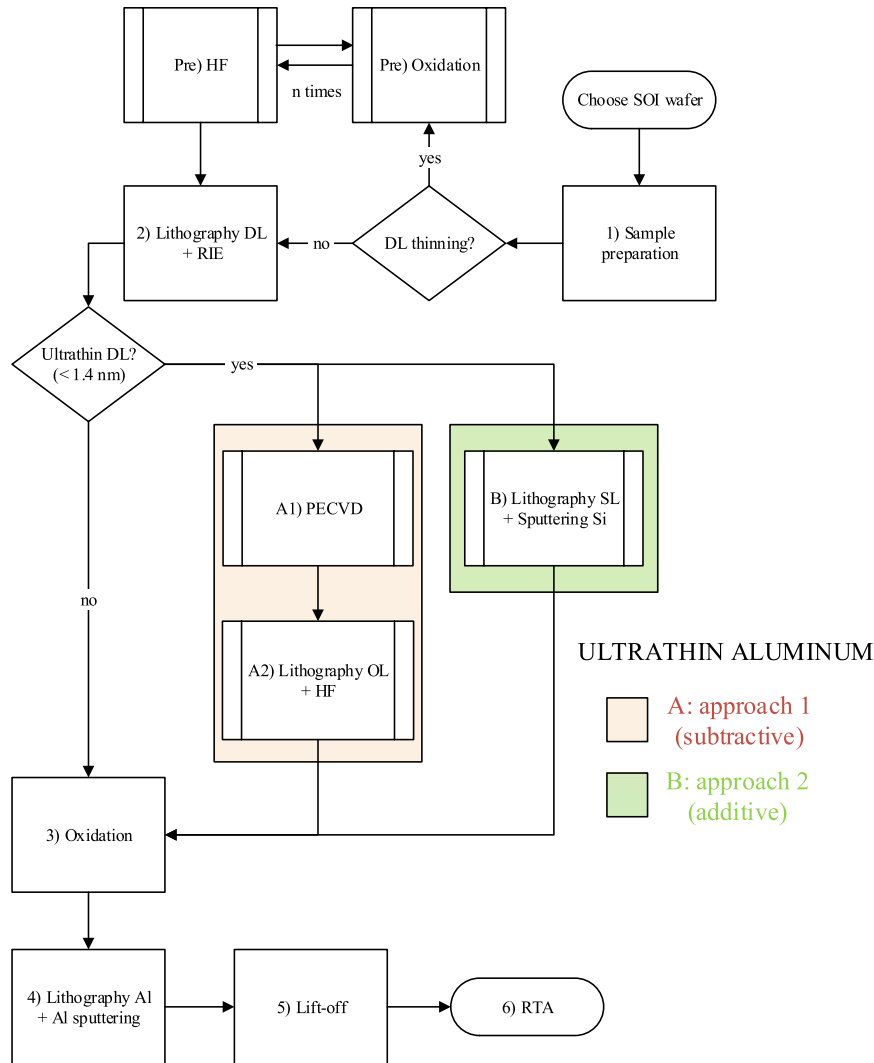 Pre) HF
Pre) Oxidation
n times
Choose SOI wafer
yes
2) Lithography DL
+ RIE
no
DL thinning?
1) Sample
preparation
Ultrathin DL?
(< 1.4 nm)
yes
A1) PECVD
B) Lithography SL
+ Sputtering Si
no
A2) Lithography OL
+ HF
ULTRATHIN ALUMINUM
A: approach 1
(subtractive)
B: approach 2
(additive)
3) Oxidation
4) Lithography Al
+ Al sputtering
5) Lift-off
6) RTA